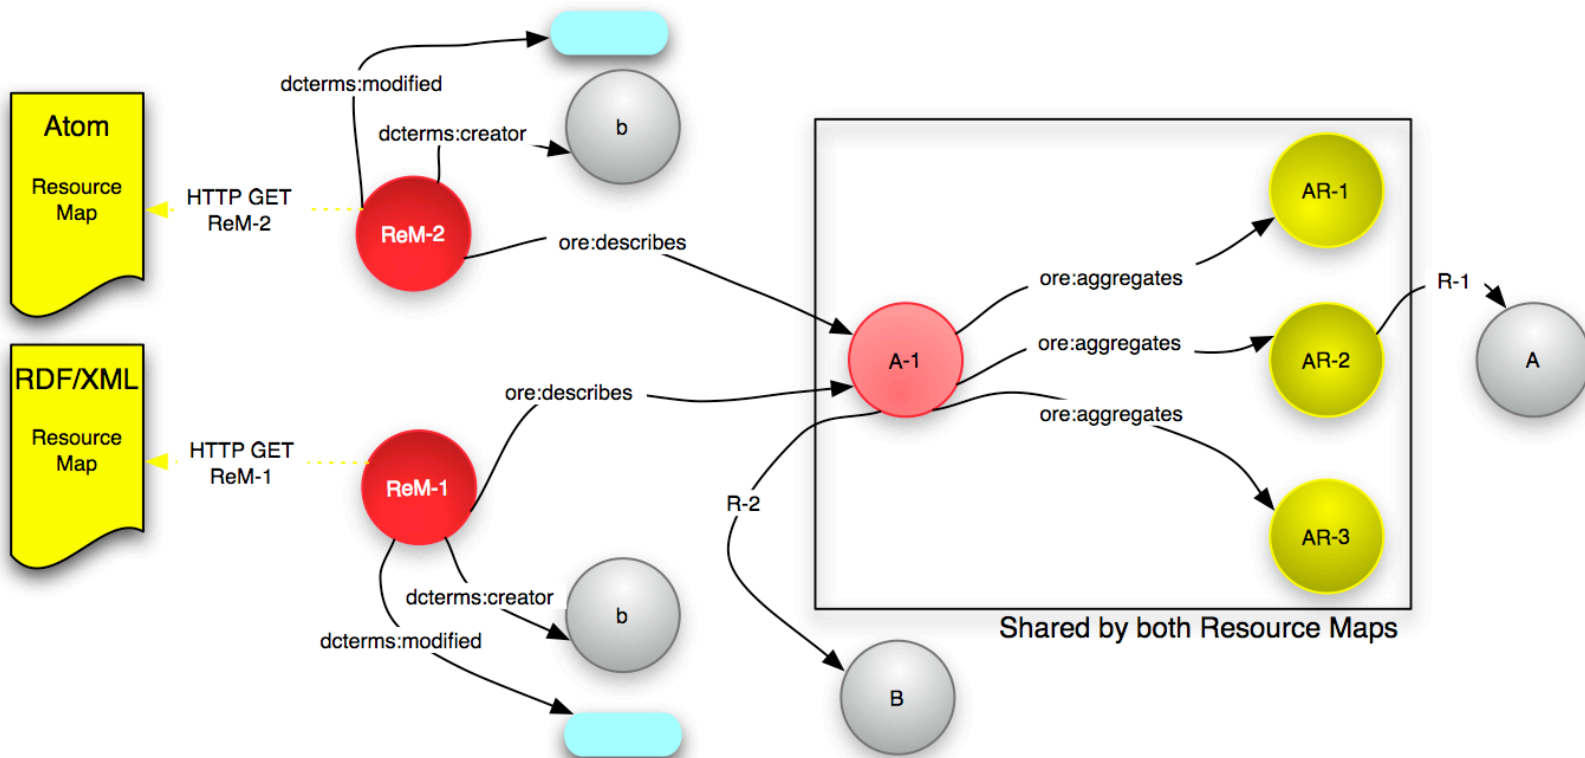 dcterms:modified
b
dcterms:creator
Atom
Resource
Map
HTTP GET
ReM-2
ReM-2
ore:describes
AR-1
ore:aggregates
R-1
A-1
ore:aggregates
AR-2
A
RDF/XML
Resource
Map
HTTP GET
ReM-1
ReM-1
ore:describes
ore:aggregates
R-2
AR-3
dcterms:creator
b
dcterms:modified
Shared by both Resource Maps
B